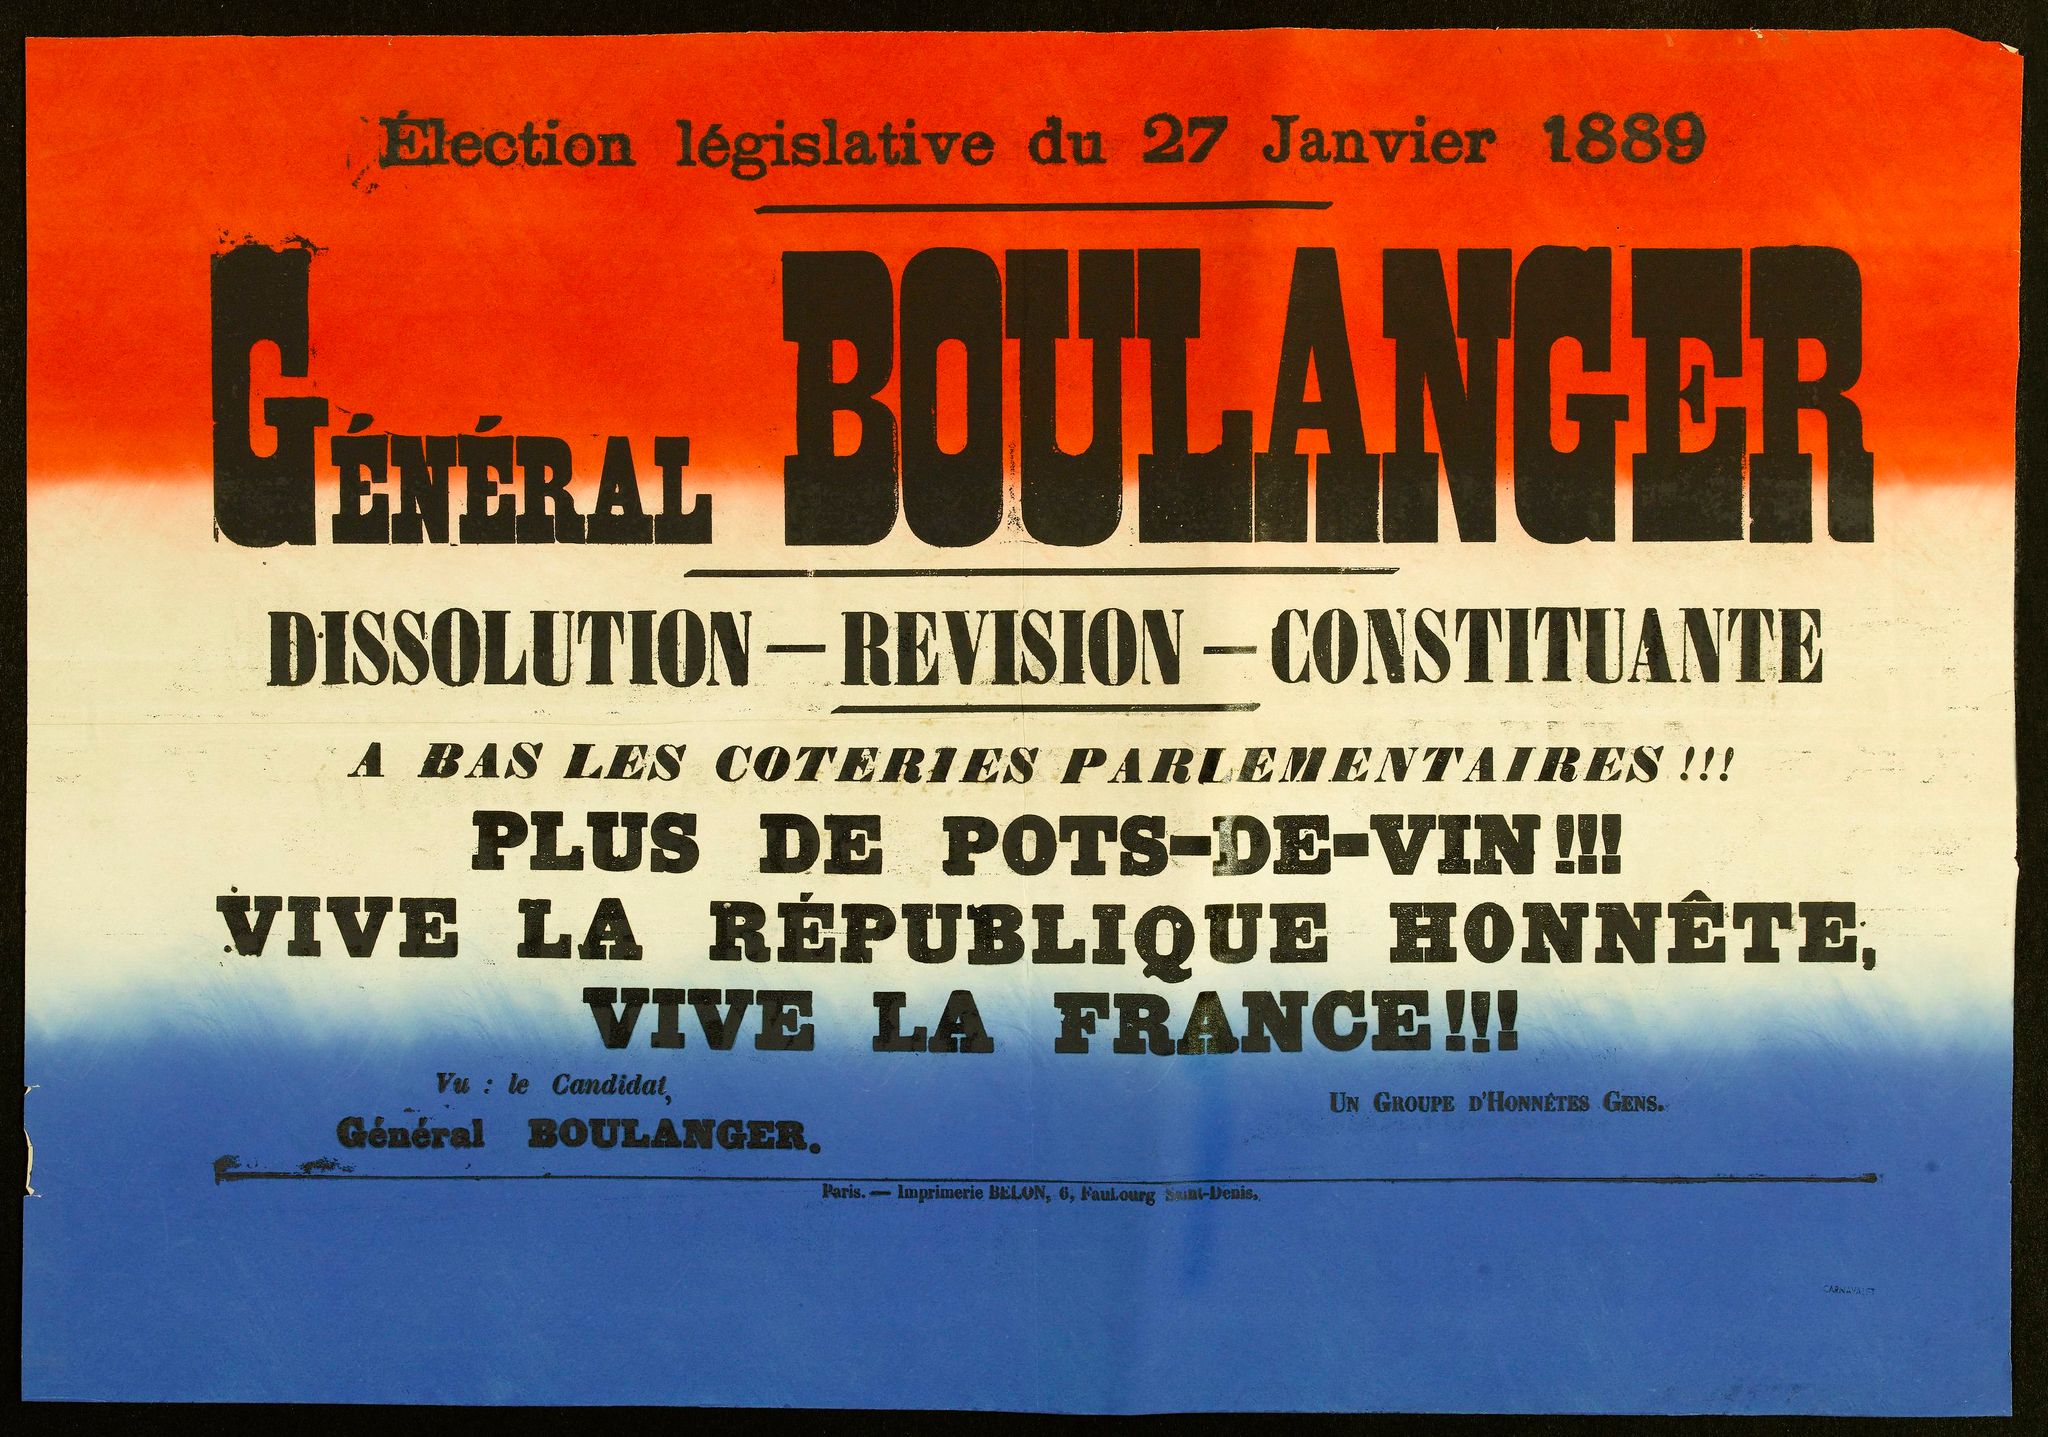 Élection législative du 27 Janvier 1889
GÉNÉRAL BOULANGER
DISSOLUTION — REVISION — CONSTITUANTE
A BAS LES COTERIES PARLEMENTAIRES !!!
PLUS DE POTS-DE-VIN !!!
VIVE LA RÉPUBLIQUE HONNÊTE,
VIVE LA FRANCE !!!
Vu : le Candidat,
Général BOULANGER.
UN GROUPE D'HONNÊTES GENS.
Paris. — Imprimerie BELON, 6, Faubourg Saint-Denis.
CARNAVALET